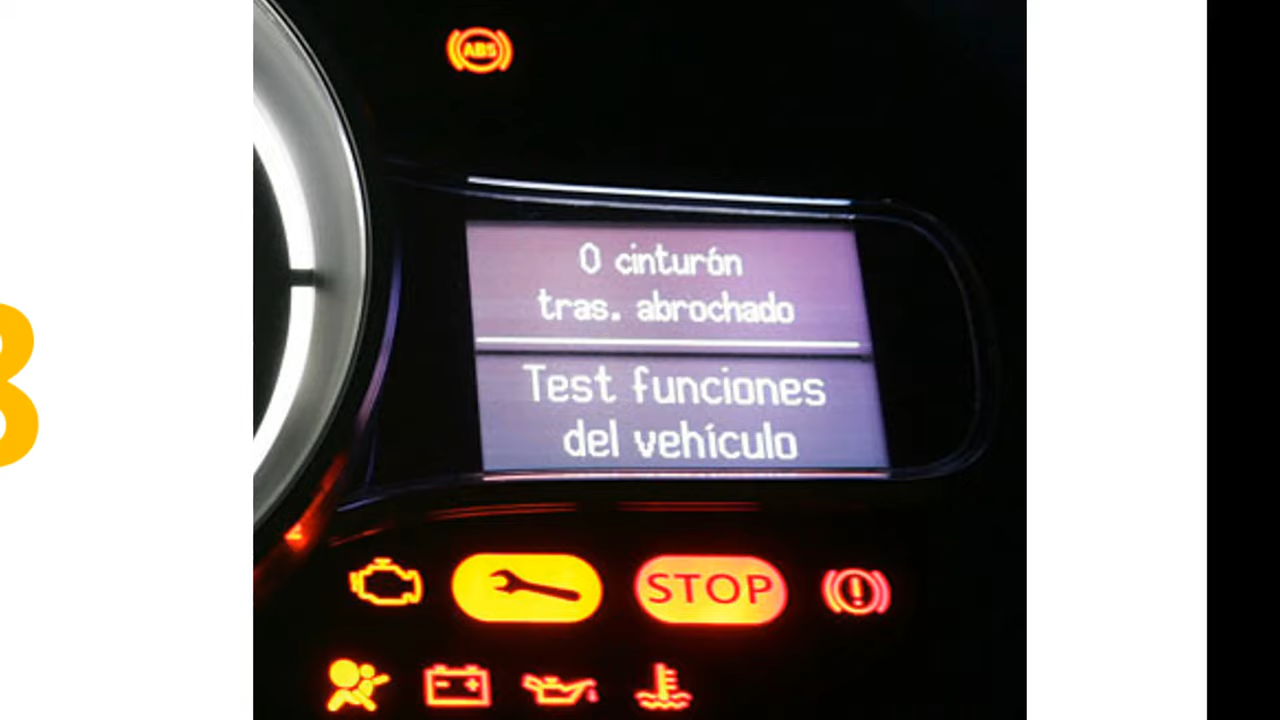 ABS
0 cinturón
tras. abrochado
Test funciones
del vehículo
STOP